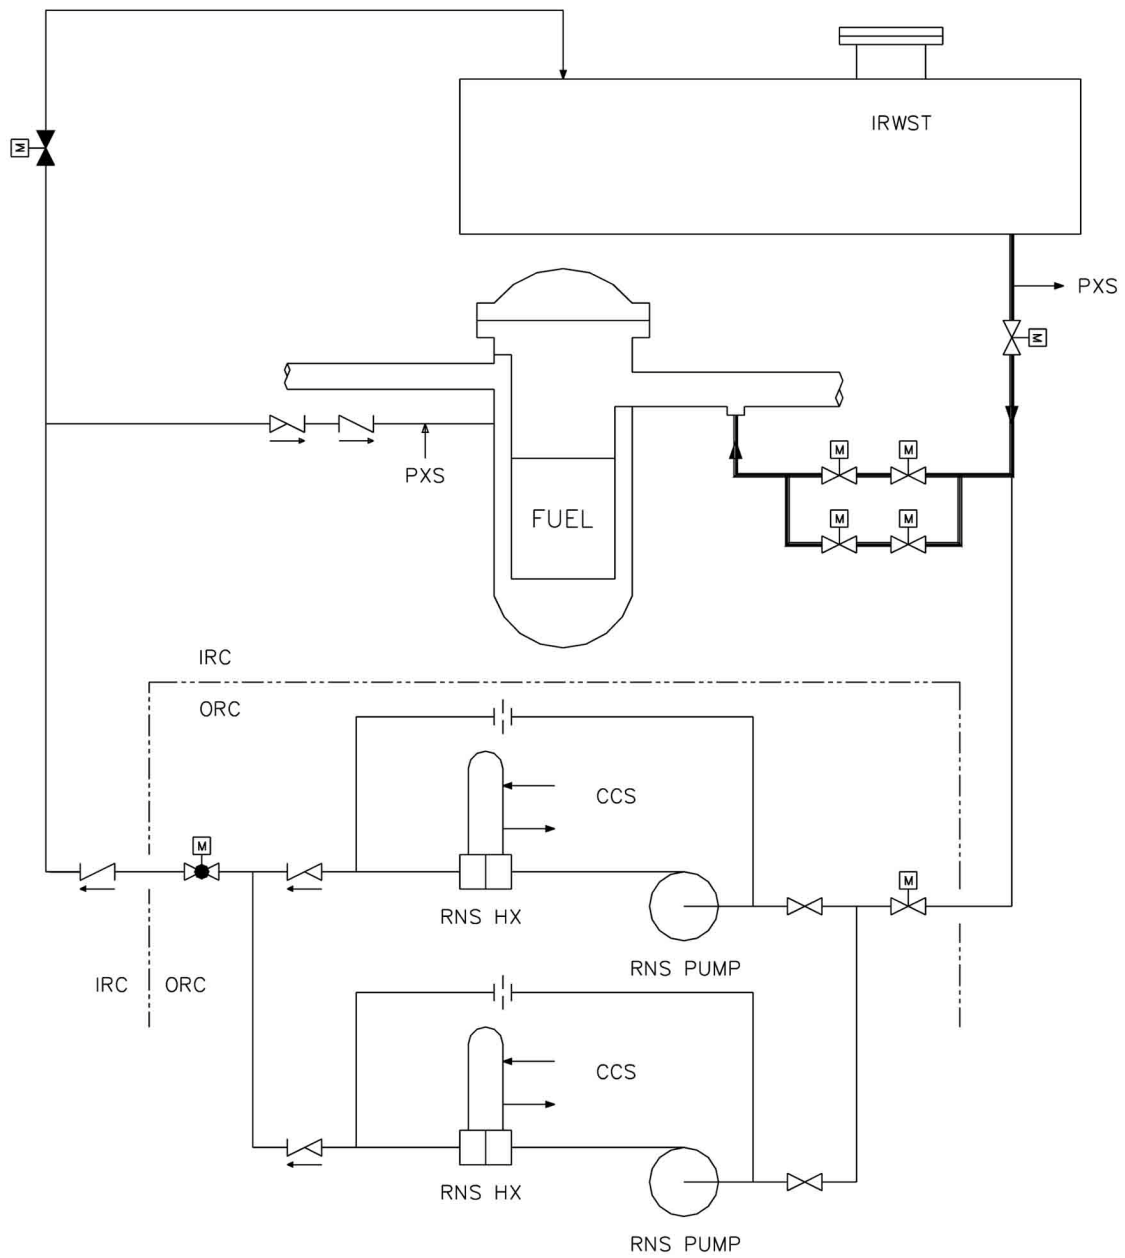 M
IRWST
PXS
M
PXS
M
M
FUEL
M
M
IRC
ORC
CCS
M
M
RNS HX
RNS PUMP
IRC
ORC
CCS
RNS HX
RNS PUMP